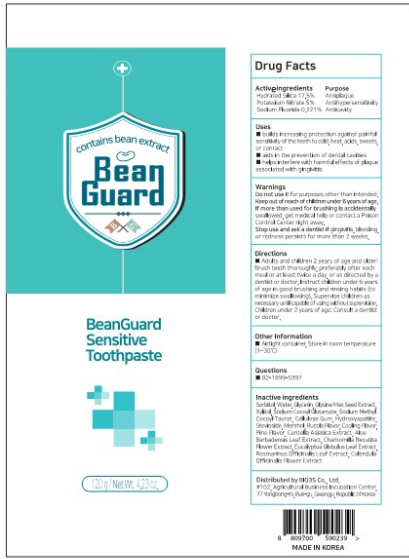 contains bean extract
Bean
Guard
BeanGuard
Sensitive
Toothpaste
120 g / Net Wt. 4.23 oz.
Drug Facts
Active ingredients Purpose
Hydrated Silica 17.5% Antiplaque
Potassium Nitrate 5% Antihypersensitivity
Sodium Fluoride 0.221% Anticavity
Uses
■ builds increasing protection against painful
sensitivity of the teeth to cold, heat, acids, sweets,
or contact
■ aids in the prevention of dental cavities
■ helps interfere with harmful effects of plaque
associated with gingivitis
Warnings
Do not use if for purposes other than intended.
Keep out of reach of children under 6 years of age.
If more than used for brushing is accidentally
swallowed, get medical help or contact a Poison
Control Center right away.
Stop use and ask a dentist if gingivitis, bleeding,
or redness persists for more than 2 weeks.
Directions
■ Adults and children 2 years of age and older:
Brush teeth thoroughly, preferably after each
meal or at least twice a day, or as directed by a
dentist or doctor. Instruct children under 6 years
of age in good brushing and rinsing habits (to
minimize swallowing). Supervise children as
necessary until capable of using without supervision.
Children under 2 years of age: Consult a dentist
or doctor.
Other Information
■ Airtight container, Store in room temperature
(1~30℃)
Questions
■ 82-1899-5397
Inactive ingredients
Sorbitol, Water, Glycerin, Glycine Max Seed Extract,
Xylitol, Sodium Cocoyl Glutamate, Sodium Methyl
Cocoyl Taurat, Cellulose Gum, Hydroxyapatite,
Stevioside, Menthol, Flavor, Cooling Flavor,
Pine Flavor, Centella Asiatica Extract, Aloe
Barbadensis Leaf Extract, Chamomilla Recutita
Flower Extract, Eucalyptus Globulus Leaf Extract,
Rosmarinus Officinalis Leaf Extract, Calendula
Officinalis Flower Extract
Distributed by BIO3S Co., Ltd.
#102, Agricultural Business Incubation Center,
77 Yongbong-ro, Buk-gu, Gwangju, Republic of Korea
8 809700 590239 >
MADE IN KOREA